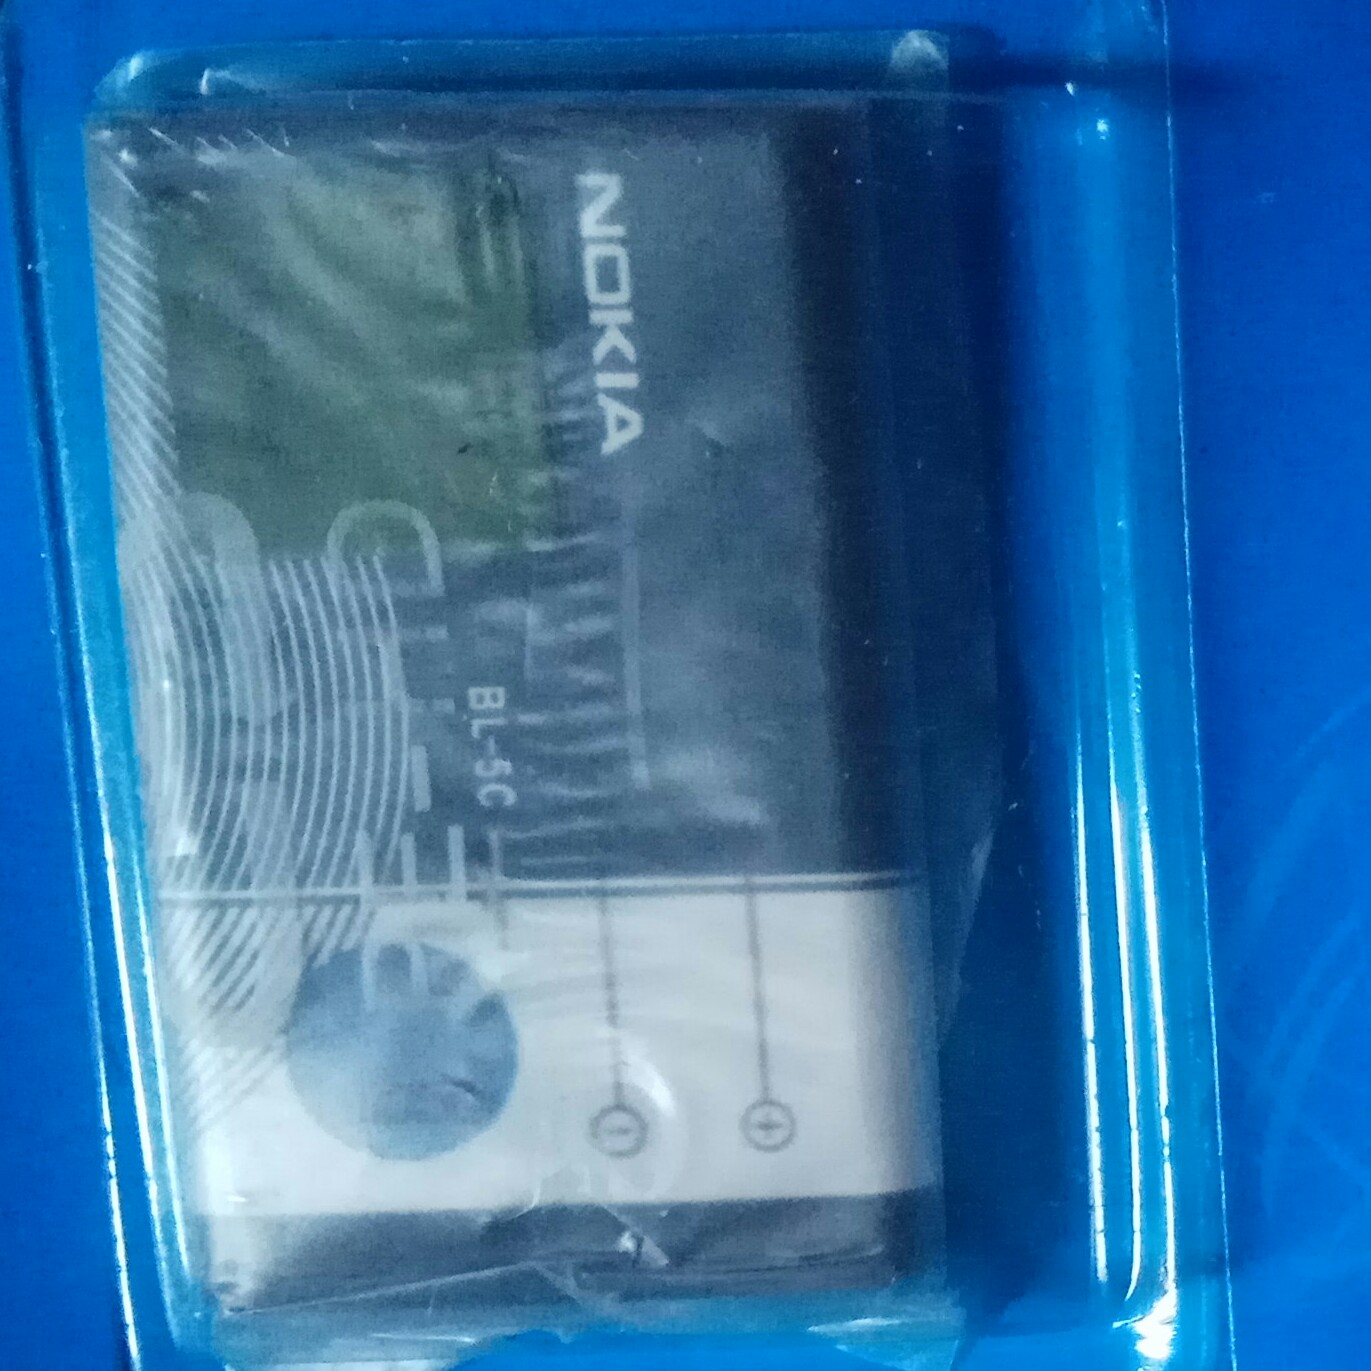 NOKIA
BL-5C
- +